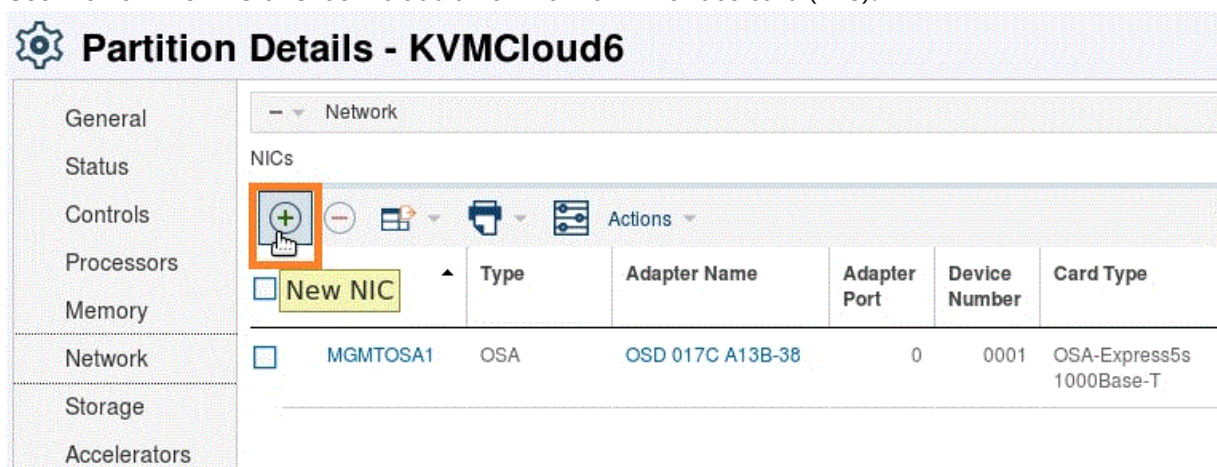 Partition Details - KVMCloud6
General
Status
Controls
Processors
Memory
Network
Storage
Accelerators
Network
NICs
Actions
New NIC
Type
Adapter Name
Adapter
Port
Device
Number
Card Type
MGMTOSA1
OSA
OSD 017C A13B-38
0
0001
OSA-Express5s
1000Base-T